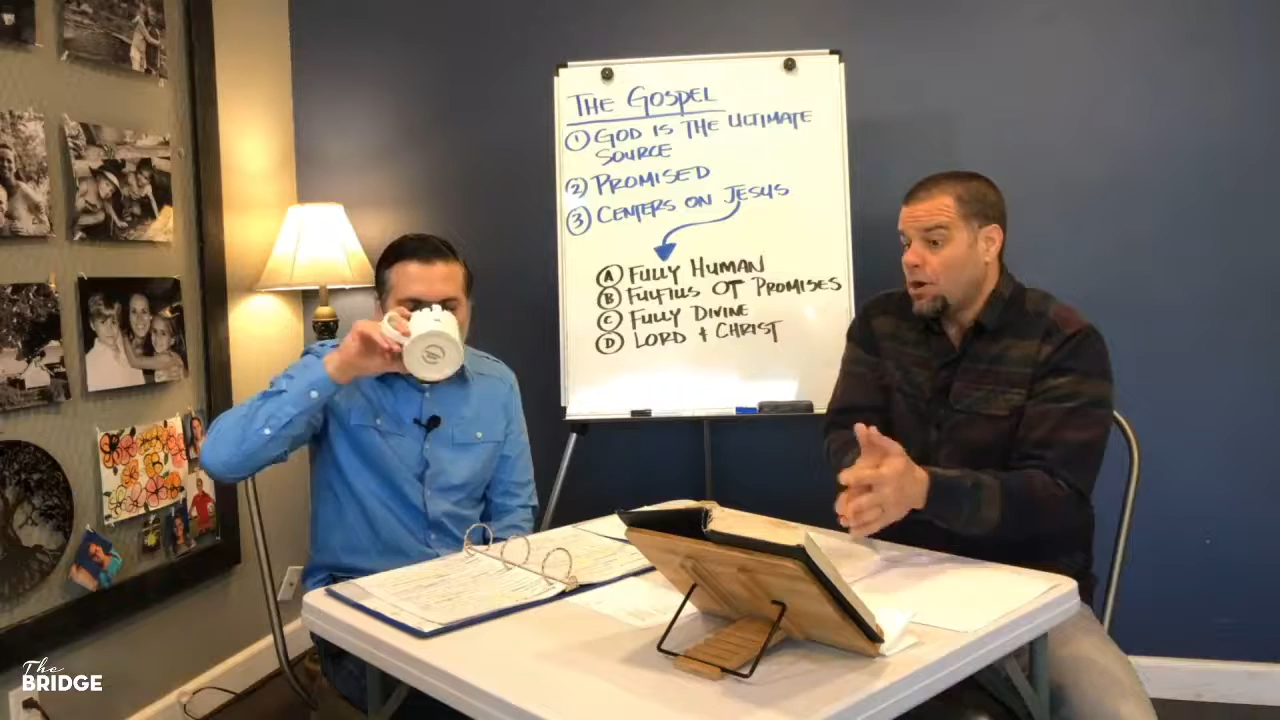 THE GOSPEL
① GOD IS THE ULTIMATE
SOURCE
② PROMISED
③ CENTERS ON JESUS
Ⓐ FULLY HUMAN
Ⓑ FULFILLS OT PROMISES
Ⓒ FULLY DIVINE
Ⓓ LORD + CHRIST
The
BRIDGE